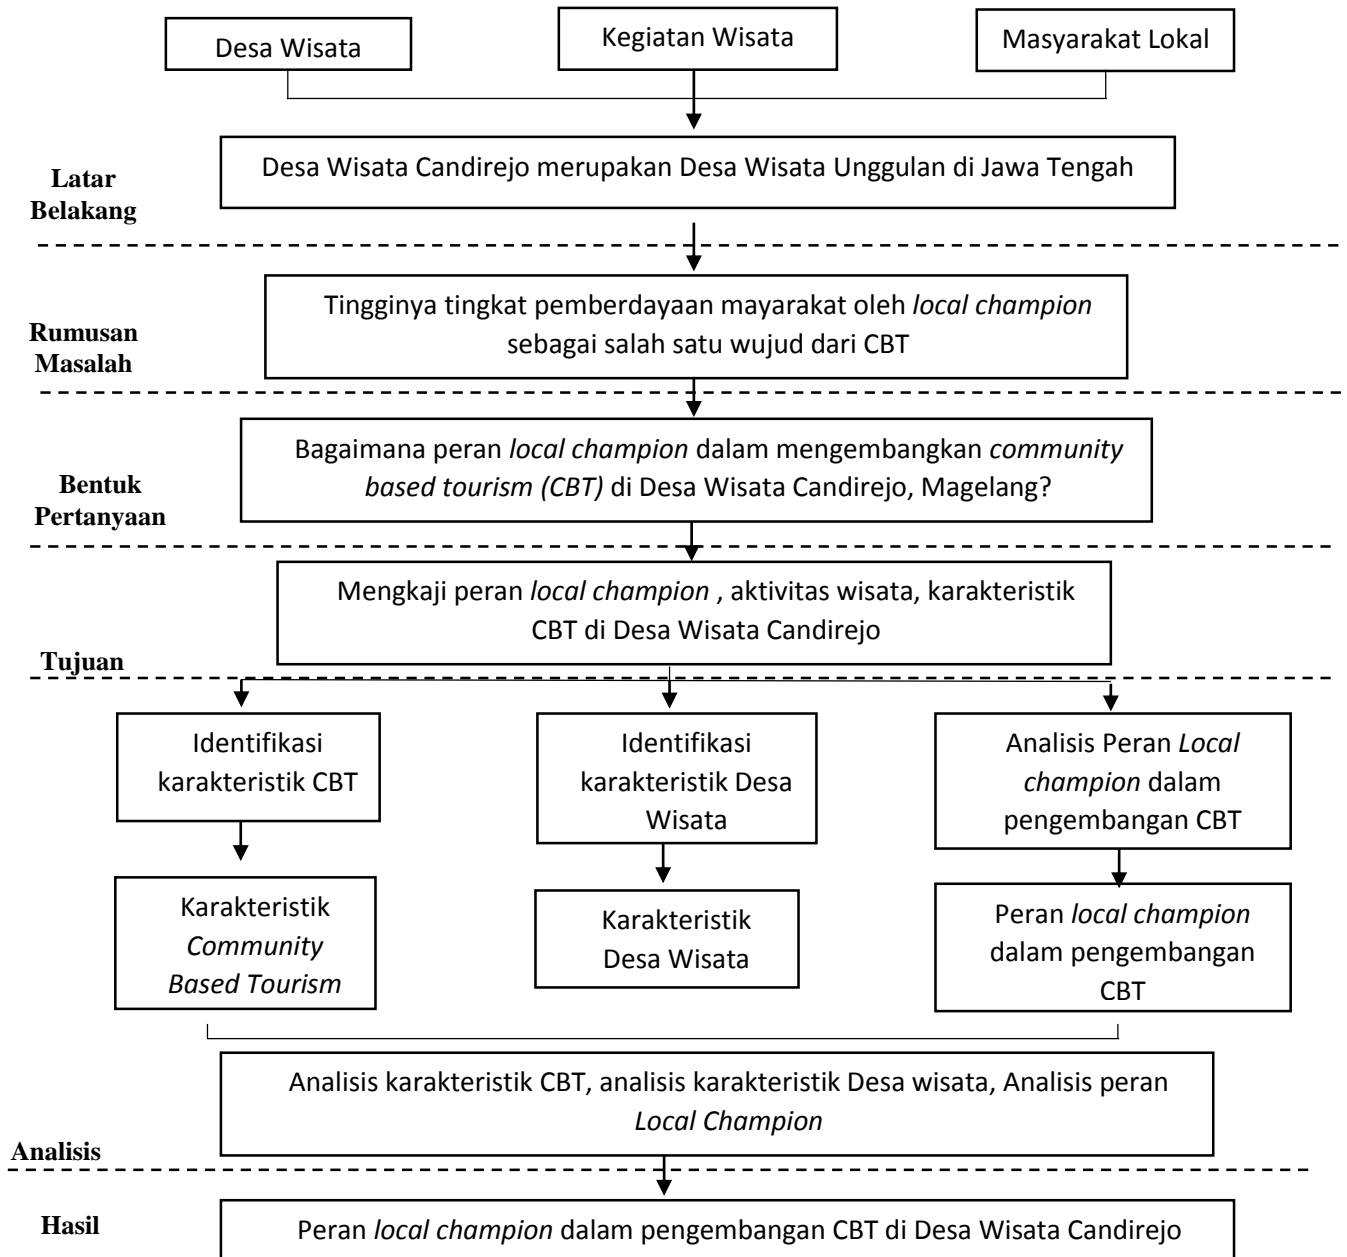 Desa Wisata
Kegiatan Wisata
Masyarakat Lokal
Desa Wisata Candirejo merupakan Desa Wisata Unggulan di Jawa Tengah
Latar
Belakang
Tingginya tingkat pemberdayaan mayarakat oleh local champion
sebagai salah satu wujud dari CBT
Rumusan
Masalah
Bagaimana peran local champion dalam mengembangkan community
based tourism (CBT) di Desa Wisata Candirejo, Magelang?
Bentuk
Pertanyaan
Mengkaji peran local champion , aktivitas wisata, karakteristik
CBT di Desa Wisata Candirejo
Tujuan
Identifikasi
karakteristik CBT
Identifikasi
karakteristik Desa
Wisata
Analisis Peran Local
champion dalam
pengembangan CBT
Karakteristik
Community
Based Tourism
Karakteristik
Desa Wisata
Peran local champion
dalam pengembangan
CBT
Analisis karakteristik CBT, analisis karakteristik Desa wisata, Analisis peran
Local Champion
Analisis
Hasil
Peran local champion dalam pengembangan CBT di Desa Wisata Candirejo